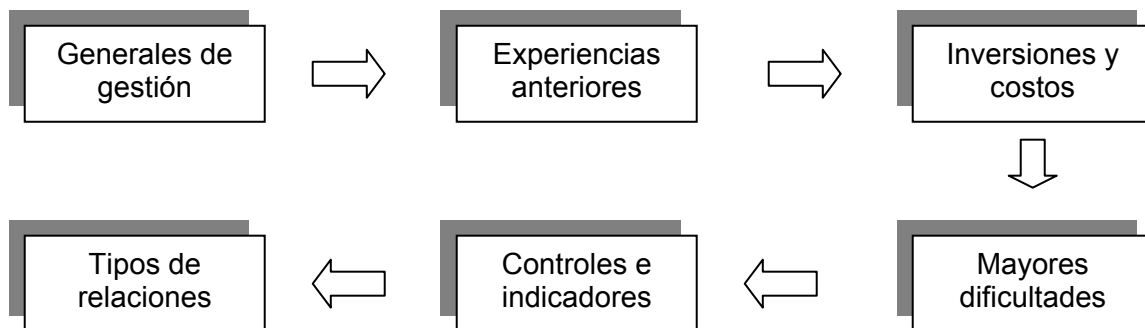 Generales de
gestión
Experiencias
anteriores
Inversiones y
costos
Mayores
dificultades
Controles e
indicadores
Tipos de
relaciones